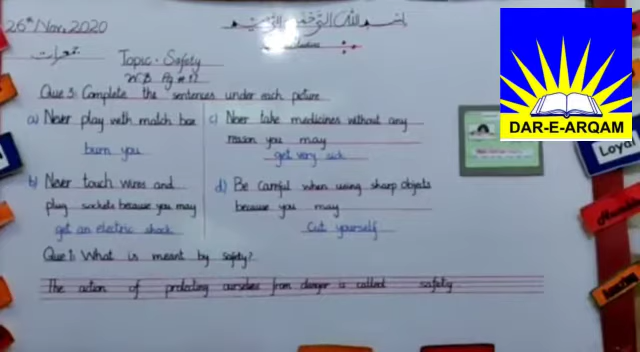 26th Nov, 2020
بسم الله الرحمن الرحيم
جمعرات
Topic - Safety
W.B Pg # 17
Que 3: Complete the sentences under each picture
a) Never play with match box
burn you
b) Never touch wires and
plug sockets because you may
get an electric shock
c) Never take medicines without any
reason you may
get very sick
d) Be careful when using sharp objects
because you may
Cut yourself
Que 1: What is meant by safety?
The action of protecting ourselves from danger is called safety
DAR-E-ARQAM
Loyal